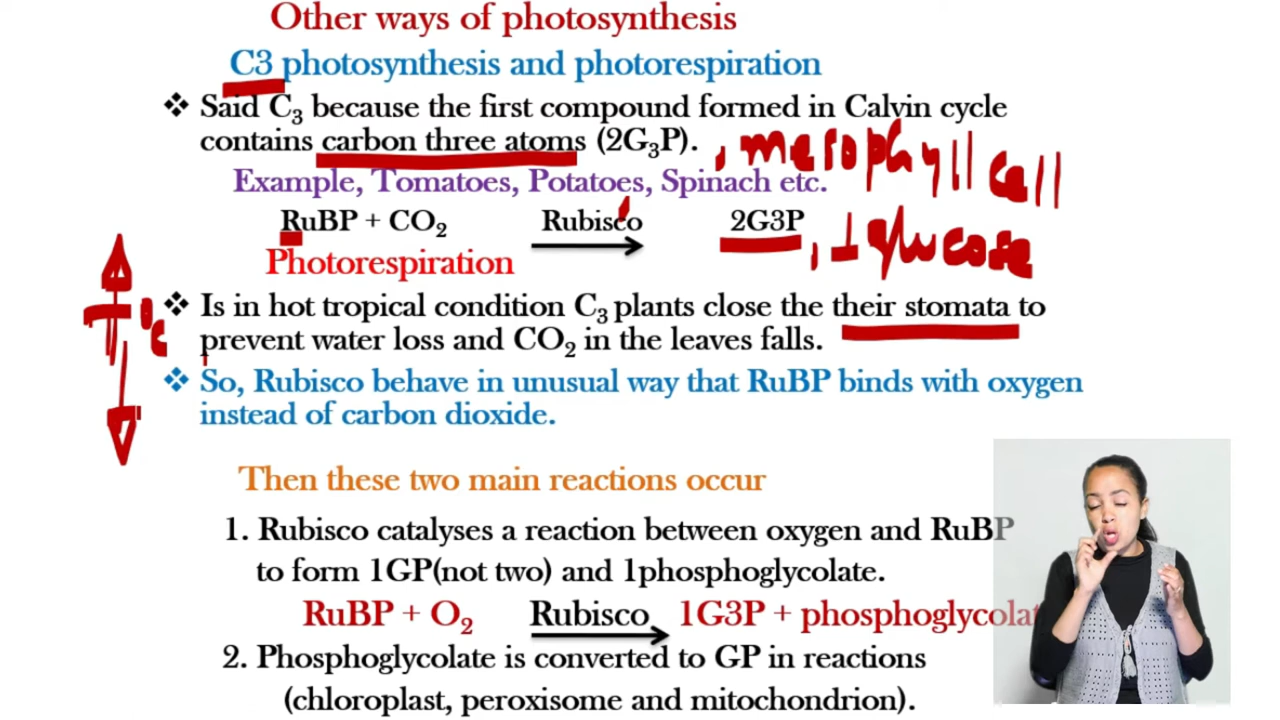 Other ways of photosynthesis
C3 photosynthesis and photorespiration
❖ Said C₃ because the first compound formed in Calvin cycle
contains carbon three atoms (2G₃P).
, mesophyll cell
Example, Tomatoes, Potatoes, Spinach etc.
RuBP + CO₂ Rubisco 2G3P
, 1 glucose
Photorespiration
❖ Is in hot tropical condition C₃ plants close the their stomata to
prevent water loss and CO₂ in the leaves falls.
°c
❖ So, Rubisco behave in unusual way that RuBP binds with oxygen
instead of carbon dioxide.
Then these two main reactions occur
1. Rubisco catalyses a reaction between oxygen and RuBP
to form 1GP(not two) and 1phosphoglycolate.
RuBP + O₂ Rubisco 1G3P + phosphoglycolat
2. Phosphoglycolate is converted to GP in reactions
(chloroplast, peroxisome and mitochondrion).